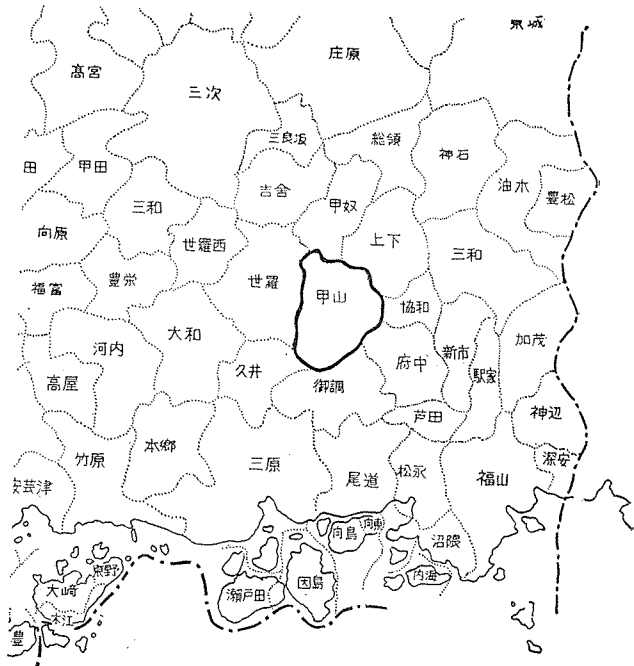 東城
庄原
高宮
三次
三良坂
総領
神石
田
甲田
吉舎
油木
豊松
三和
甲奴
向原
世羅西
上下
三和
福富
豊栄
世羅
甲山
協和
河内
大和
加茂
久井
府中
新市
駅家
高屋
御調
芦田
神辺
竹原
本郷
三原
尾道
松永
福山
深安
安芸津
向島
向東
沼隈
東野
大崎
因島
内海
瀬戸田
木江
豊